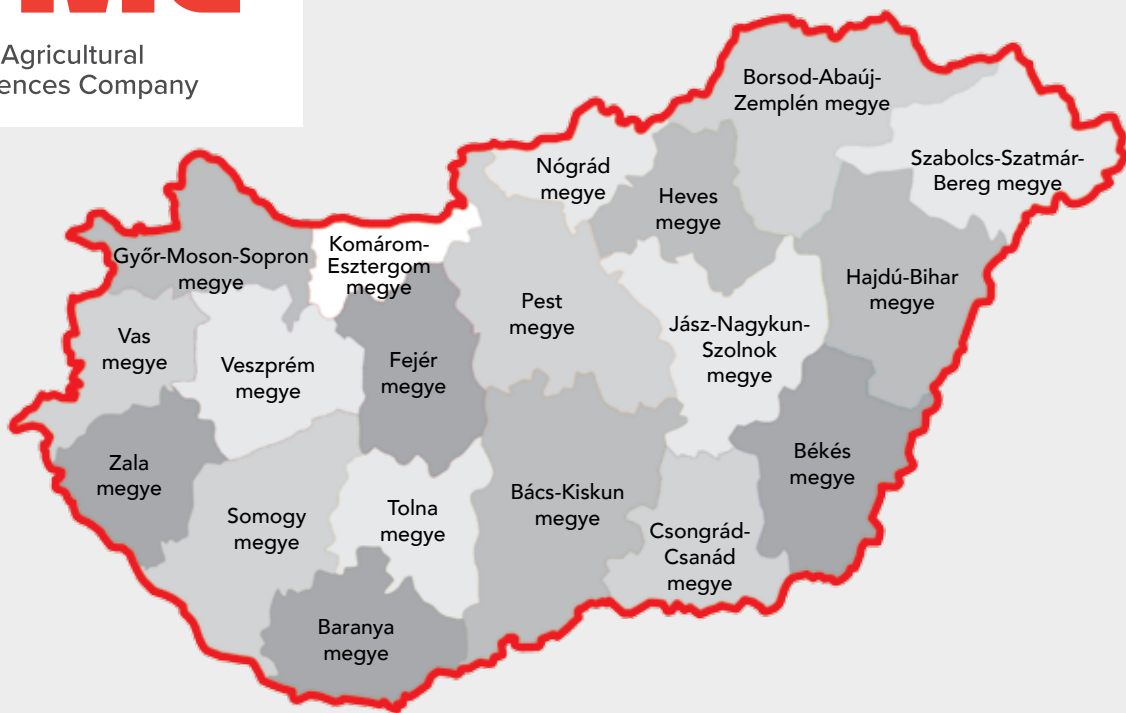 Agricultural
Company
Borsod-Abaúj-
Zemplén megye
Szabolcs-Szatmár-
Bereg megye
Nógrád
megye
Heves
megye
Győr-Moson-Sopron
megye
Komárom-
Esztergom
megye
Hajdú-Bihar
megye
Pest
megye
Jász-Nagykun-
Szolnok
megye
Vas
megye
Veszprém
megye
Fejér
megye
Zala
megye
Békés
megye
Somogy
megye
Tolna
megye
Bács-Kiskun
megye
Csongrád-
Csanád
megye
Baranya
megye